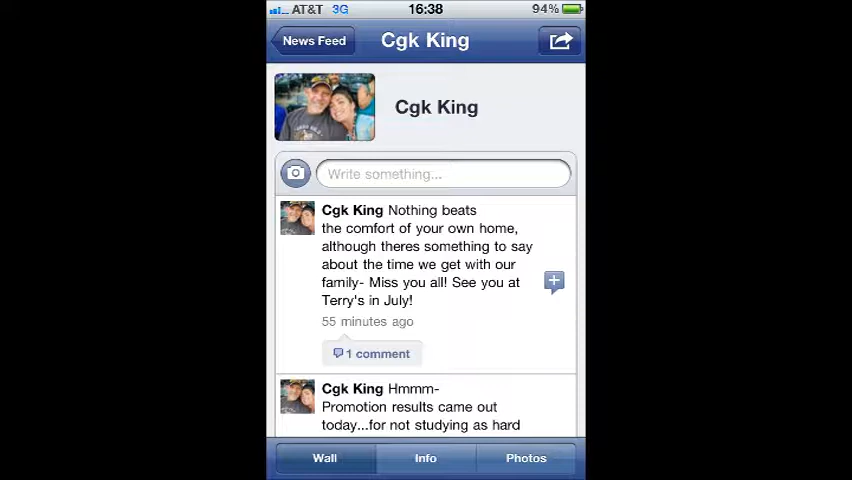 AT&T 3G 16:38 94%
News Feed Cgk King
Cgk King
Write something...
Cgk King Nothing beats
the comfort of your own home,
although theres something to say
about the time we get with our
family- Miss you all! See you at
Terry's in July!
55 minutes ago
1 comment
Cgk King Hmmm-
Promotion results came out
today...for not studying as hard
Wall Info Photos